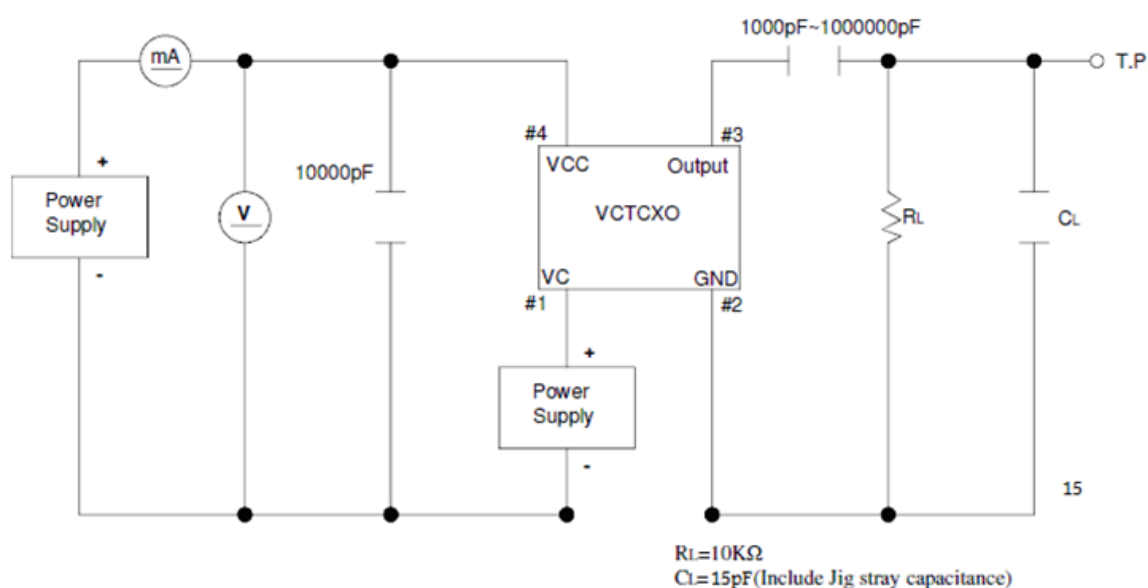 1000pF~1000000pF
mA
T.P
#4
#3
+
VCC
Output
10000pF
Power
Supply
V
VCTCXO
RL
CL
-
VC
GND
#1
#2
+
Power
Supply
-
15
RL=10KΩ
CL=15pF(Include Jig stray capacitance)